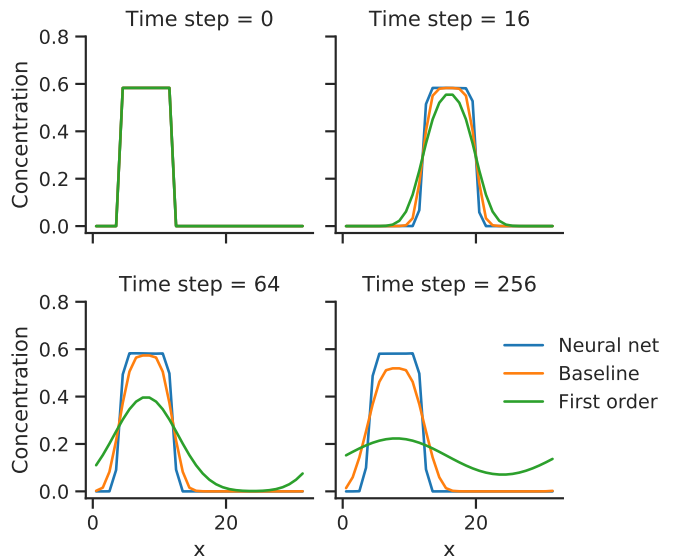 Time step = 0
Time step = 16
0.8
0.6
0.4
0.2
0.0
Concentration
Time step = 64
Time step = 256
0.8
0.6
0.4
0.2
0.0
Concentration
Neural net
Baseline
First order
0
20
0
20
x
x